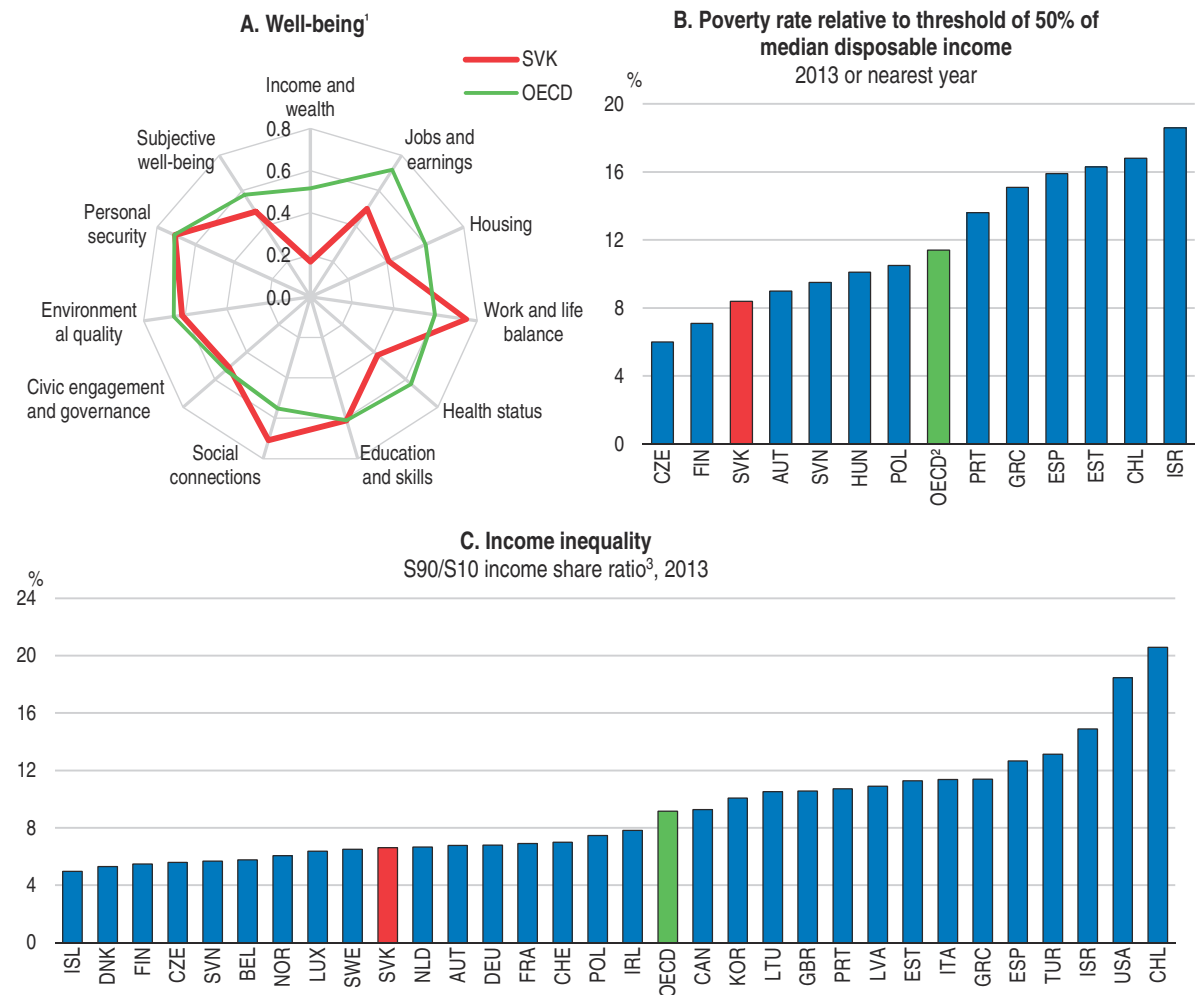 A. Well-being¹
SVK
OECD
Income and
wealth
Jobs and
earnings
Housing
Work and life
balance
Health status
Education
and skills
Social
connections
Civic engagement
and governance
Environment
al quality
Personal
security
Subjective
well-being
0.8
0.6
0.4
0.2
0.0
B. Poverty rate relative to threshold of 50% of
median disposable income
2013 or nearest year
%
20
16
12
8
4
0
CZE
FIN
SVK
AUT
SVN
HUN
POL
OECD²
PRT
GRC
ESP
EST
CHL
ISR
C. Income inequality
S90/S10 income share ratio³, 2013
%
24
20
16
12
8
4
0
ISL
DNK
FIN
CZE
SVN
BEL
NOR
LUX
SWE
SVK
NLD
AUT
DEU
FRA
CHE
POL
IRL
OECD
CAN
KOR
LTU
GBR
PRT
LVA
EST
ITA
GRC
ESP
TUR
ISR
USA
CHL